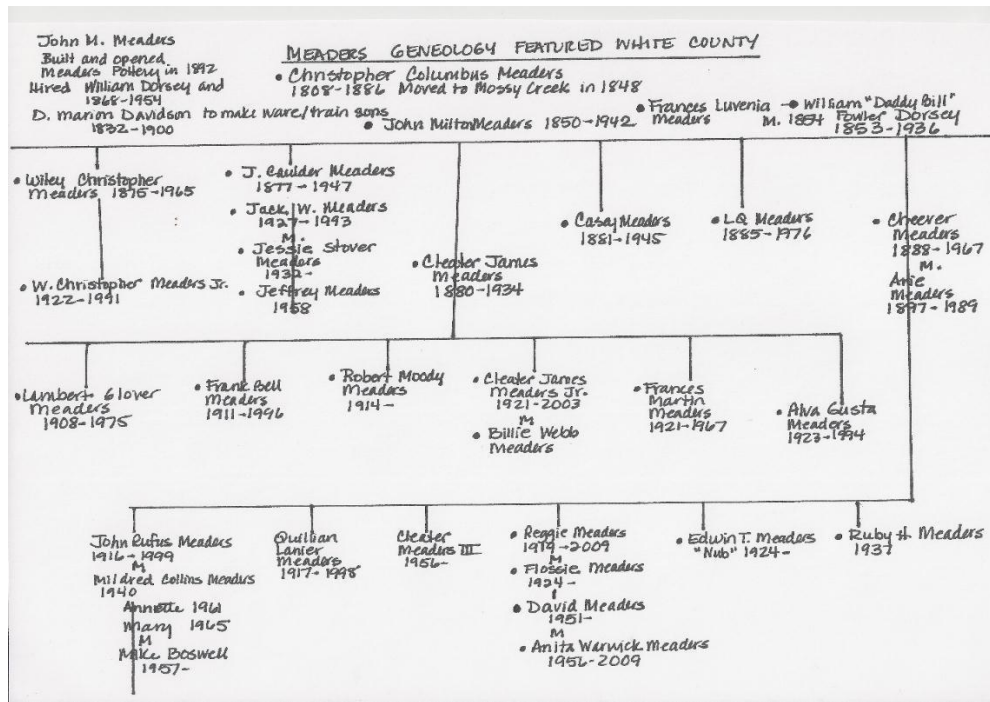 John M. Meaders
Built and opened
Meaders Pottery in 1892
Hired William Dorsey and
1868-1954
D. marion Davidson to make ware/train sons
1832-1900
MEADERS GENEOLOGY FEATURED WHITE COUNTY
• Christopher Columbus Meaders
1808-1886 Moved to Mossy Creek in 1848
• John Milton Meaders 1850-1942
• Frances Luvenia
Meaders
• William "Daddy Bill"
M. 1854 Fowler Dorsey
1853-1936
• Wiley Christopher
Meaders 1875-1965
• W. Christopher Meaders Jr.
1922-1991
• J. Caulder Meaders
1877-1947
• Jack W. Meaders
1927-1993
M.
• Jessie Stover
Meaders
1932-
• Jeffrey Meaders
1958
• Cleater James
Meaders
1880-1934
• Casey Meaders
1881-1945
• LQ Meaders
1885-1976
• Cheever
Meaders
1888-1967
M.
Arie
Meaders
1897-1989
• Lambert Glover
Meaders
1908-1975
• Frank Bell
Meaders
1911-1996
• Robert Moody
Meaders
1914-
• Cleater James
Meaders Jr.
1921-2003
M
• Billie Webb
Meaders
• Frances
Martin
Meaders
1921-1967
• Alva Gusta
Meaders
1923-1994
John Rufus Meaders
1916-1999
M
Mildred Collins Meaders
1940
Annette 1961
Mary 1965
M
Mike Boswell
1957-
Quillian
Lanier
Meaders
1917-1998
Cleater
Meaders III
1956-
• Reggie Meaders
1919-2009
M
• Flossie Meaders
1924-
• David Meaders
1951-
M
• Anita Warwick Meaders
1956-2009
• Edwin T. Meaders
"Nub" 1924-
• Ruby H. Meaders
1937